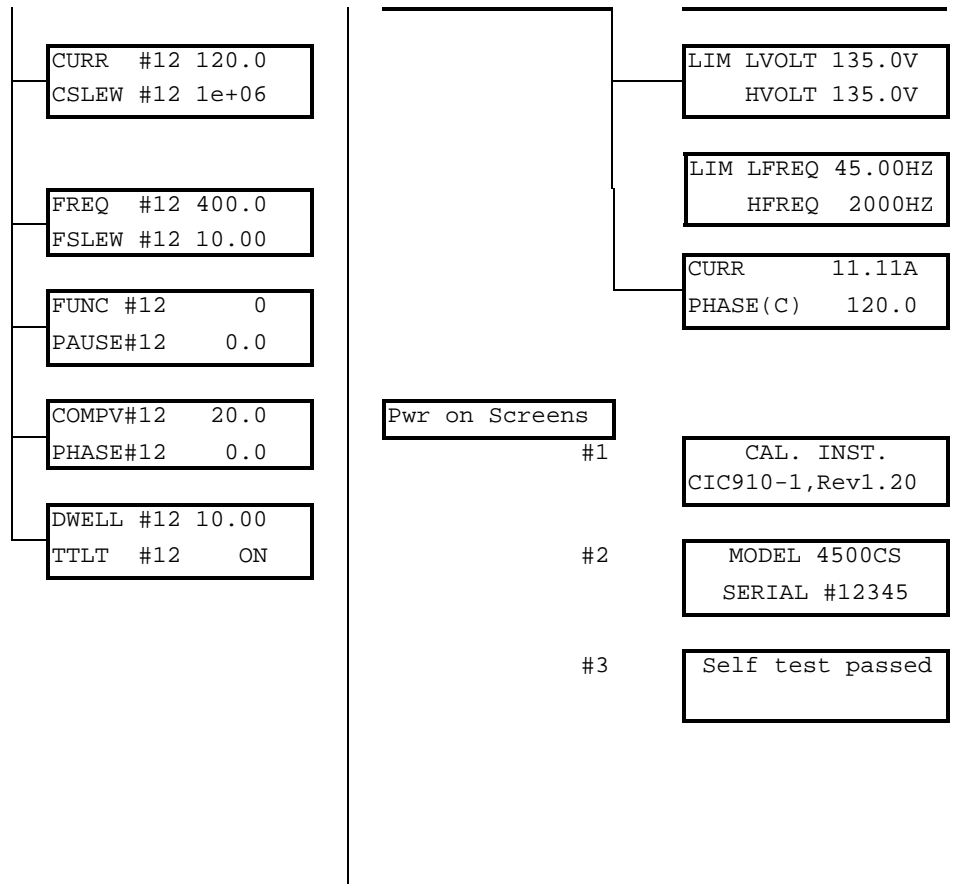 CURR #12 120.0
CSLEW #12 1e+06
FREQ #12 400.0
FSLEW #12 10.00
FUNC #12 0
PAUSE#12 0.0
COMPV#12 20.0
PHASE#12 0.0
DWELL #12 10.00
TTLT #12 ON
LIM LVOLT 135.0V
HVOLT 135.0V
LIM LFREQ 45.00HZ
HFREQ 2000HZ
CURR 11.11A
PHASE(C) 120.0
Pwr on Screens
#1
CAL. INST.
CIC910-1,Rev1.20
#2
MODEL 4500CS
SERIAL #12345
#3
Self test passed